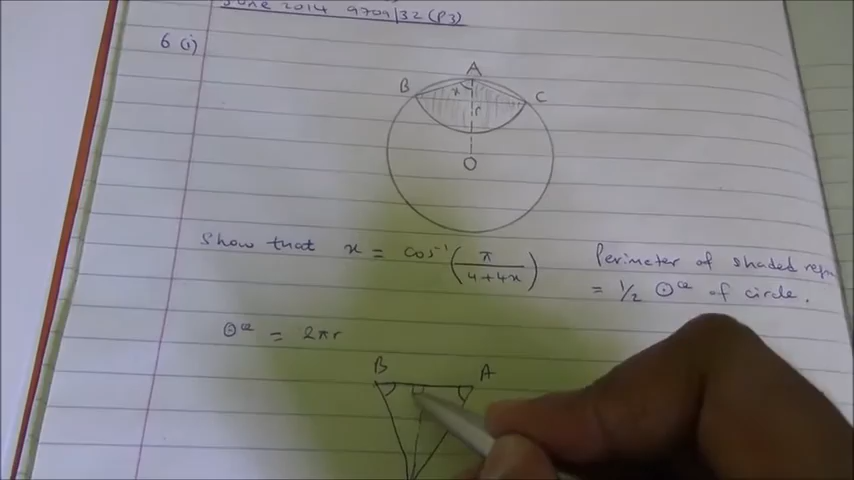 June 2014 9709/32 (P3)
6 (i)
A
B
x
C
r
O
Show that x = cos⁻¹(π/(4+4x))
Perimeter of shaded
= 1/2 ⊙ce of circle.
⊙ce = 2πr
B A